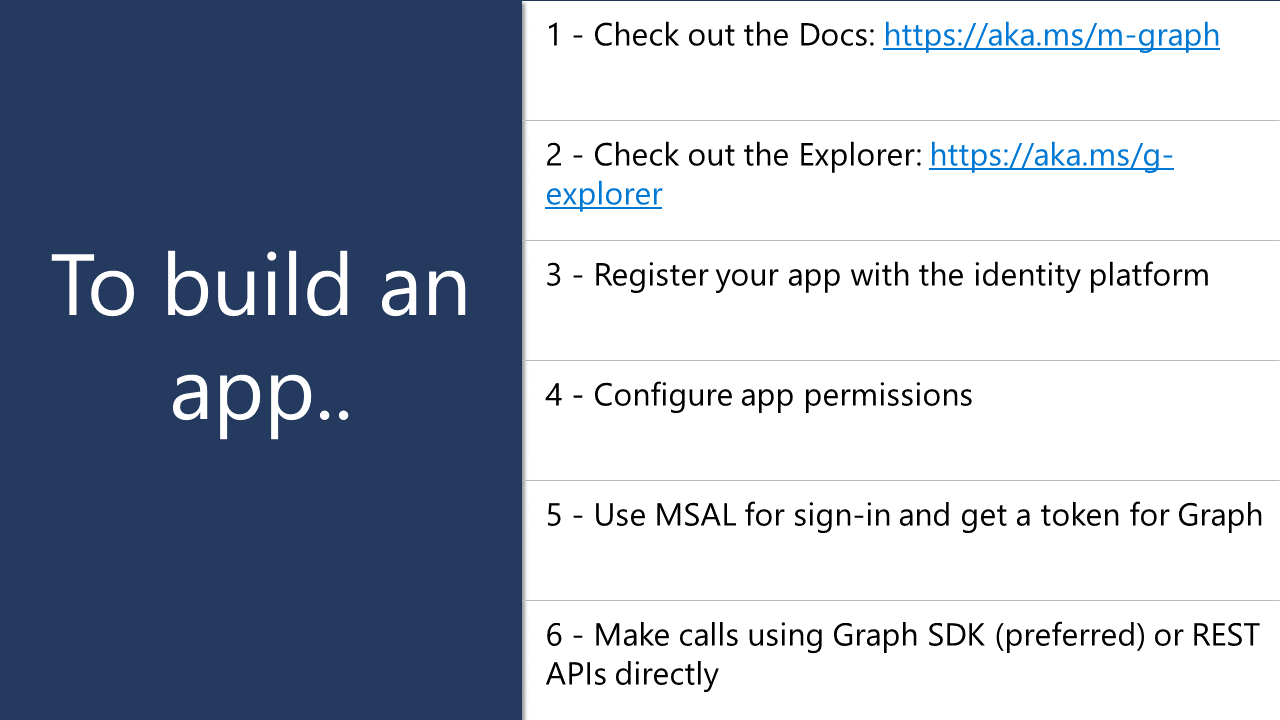 To build an
app..
1 - Check out the Docs: https://aka.ms/m-graph
2 - Check out the Explorer: https://aka.ms/g-
explorer
3 - Register your app with the identity platform
4 - Configure app permissions
5 - Use MSAL for sign-in and get a token for Graph
6 - Make calls using Graph SDK (preferred) or REST
APIs directly